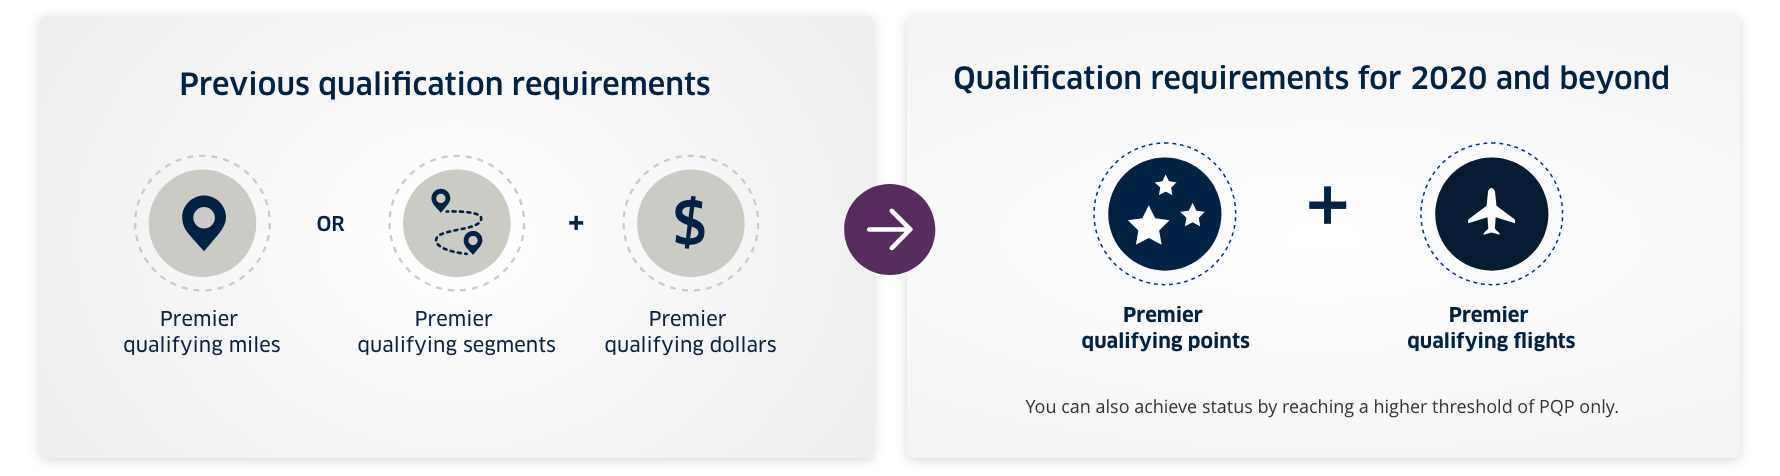 Previous qualification requirements
OR
+
$
Premier
qualifying miles
Premier
qualifying segments
Premier
qualifying dollars
Qualification requirements for 2020 and beyond
+
Premier
qualifying points
Premier
qualifying flights
You can also achieve status by reaching a higher threshold of PQP only.